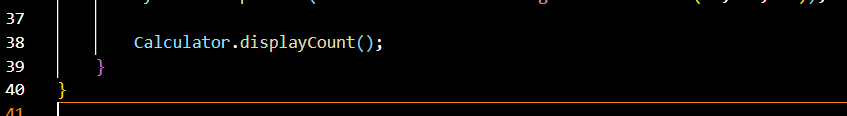 37
38 Calculator.displayCount();
39 }
40 }
41